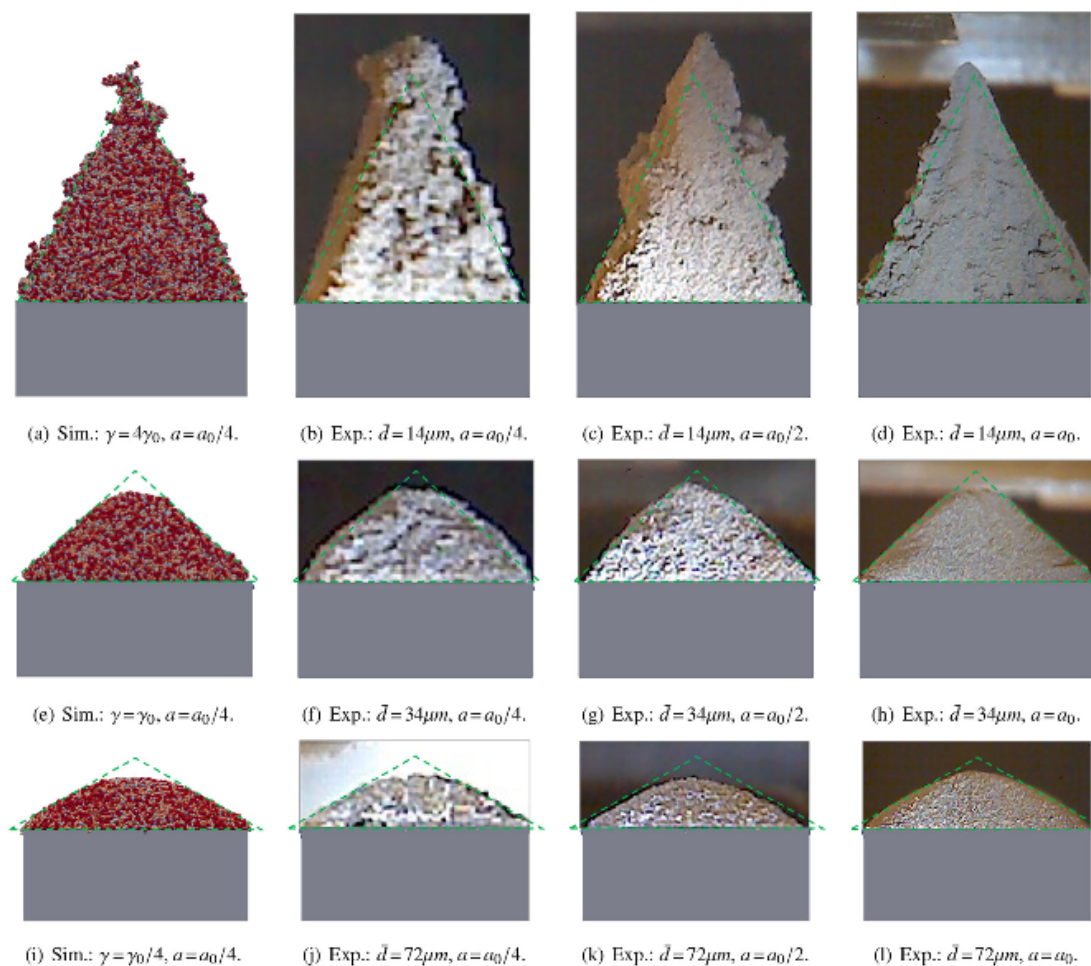 (a) Sim.: γ=4γ₀, a=a₀/4.
(b) Exp.: d̄=14μm, a=a₀/4.
(c) Exp.: d̄=14μm, a=a₀/2.
(d) Exp.: d̄=14μm, a=a₀.
(e) Sim.: γ=γ₀, a=a₀/4.
(f) Exp.: d̄=34μm, a=a₀/4.
(g) Exp.: d̄=34μm, a=a₀/2.
(h) Exp.: d̄=34μm, a=a₀.
(i) Sim.: γ=γ₀/4, a=a₀/4.
(j) Exp.: d̄=72μm, a=a₀/4.
(k) Exp.: d̄=72μm, a=a₀/2.
(l) Exp.: d̄=72μm, a=a₀.